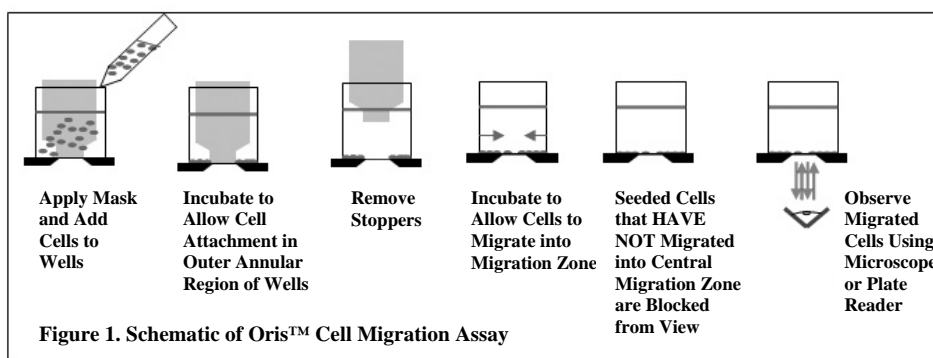 Apply Mask
and Add
Cells to
Wells
Incubate to
Allow Cell
Attachment in
Outer Annular
Region of Wells
Remove
Stoppers
Incubate to
Allow Cells to
Migrate into
Migration Zone
Seeded Cells
that HAVE
NOT Migrated
into Central
Migration Zone
are Blocked
from View
Observe
Migrated
Cells Using
Microscope
or Plate
Reader
Figure 1. Schematic of Oris™ Cell Migration Assay